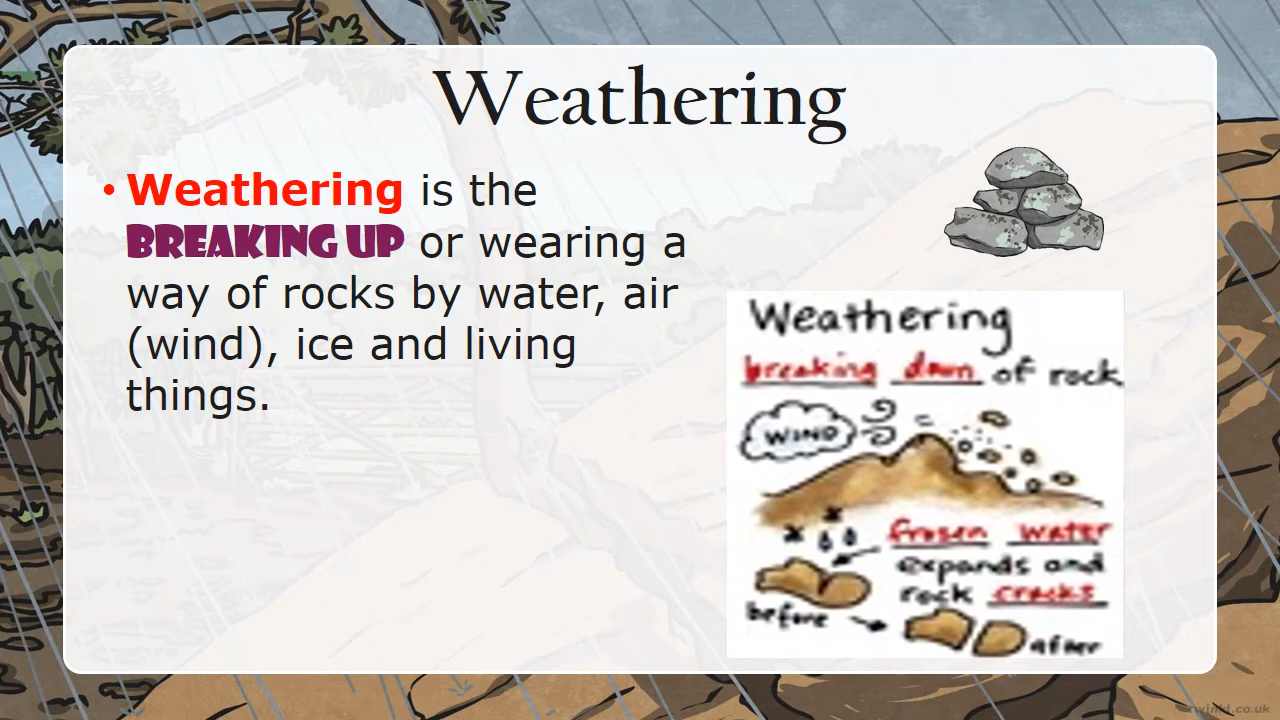 Weathering
• Weathering is the
BREAKING UP or wearing a
way of rocks by water, air
(wind), ice and living
things.
Weathering
breaking down of rock
WIND
frozen water
expands and
rock cracks
before
after
twinkl.co.uk